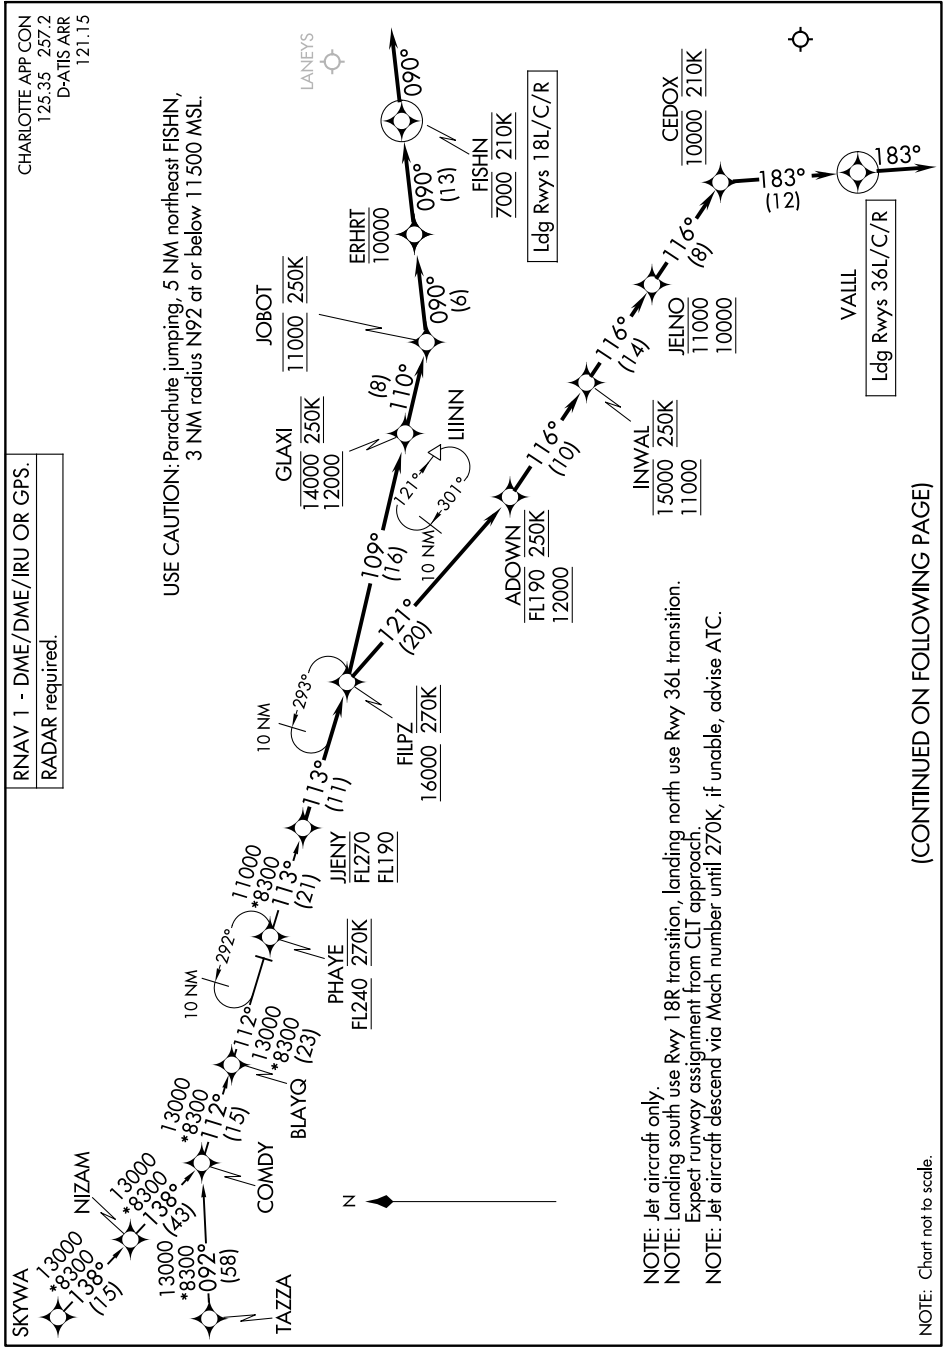 CHARLOTTE APP CON
125.35 257.2
D-ATIS ARR
121.15
RNAV 1 - DME/DME/IRU OR GPS.
RADAR required.
USE CAUTION: Parachute jumping, 5 NM northeast FISHN,
3 NM radius N92 at or below 11500 MSL.
SKYWA
13000
*8300
138°
(15)
NIZAM
13000
*8300
138°
(43)
TAZZA
13000
*8300
092°
(58)
COMDY
13000
*8300
112°
(15)
BLAYQ
112°
13000
*8300
(23)
10 NM
292°
PHAYE
FL240 270K
11000
*8300
113°
(21)
JJENY
FL270
FL190
113°
(11)
10 NM
293°
FILPZ
16000 270K
109°
(16)
GLAXI
14000 250K
12000
10 NM
121°
301°
LIINN
(8)
110°
JOBOT
11000 250K
090°
(6)
ERHRT
10000
090°
(13)
FISHN
7000 210K
Ldg Rwys 18L/C/R
090°
LANEYS
121°
(20)
ADOWN
FL190 250K
12000
116°
(10)
INWAL
15000 250K
11000
116°
(14)
JELNO
11000
10000
116°
(8)
CEDOX
10000 210K
183°
(12)
VALLL
Ldg Rwys 36L/C/R
183°
N
NOTE: Jet aircraft only.
NOTE: Landing south use Rwy 18R transition, landing north use Rwy 36L transition.
Expect runway assignment from CLT approach.
NOTE: Jet aircraft descend via Mach number until 270K, if unable, advise ATC.
(CONTINUED ON FOLLOWING PAGE)
NOTE: Chart not to scale.